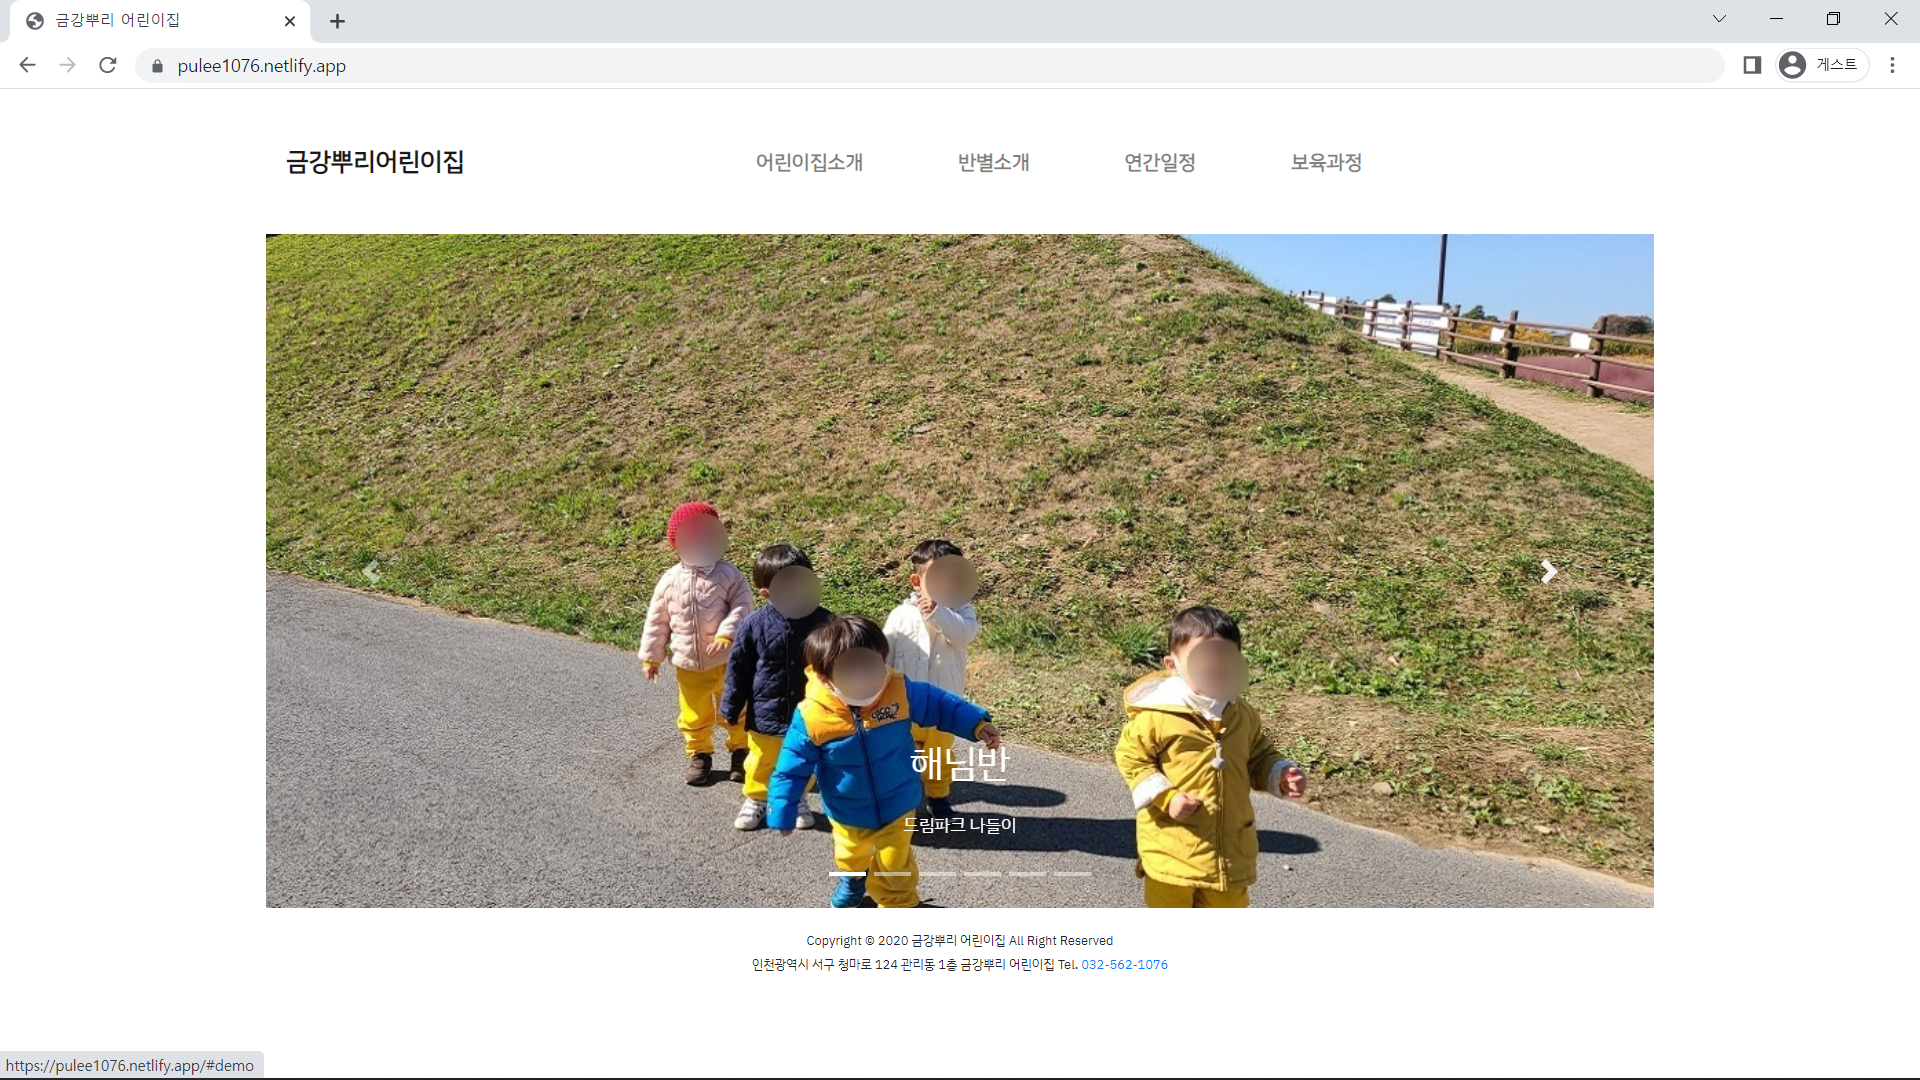 금강뿌리 어린이집
pulee1076.netlify.app
게스트
금강뿌리어린이집
어린이집소개
반별소개
연간일정
보육과정
해님반
드림파크 나들이
Copyright © 2020 금강뿌리 어린이집 All Right Reserved
인천광역시 서구 청마로 124 관리동 1층 금강뿌리 어린이집 Tel. 032-562-1076
https://pulee1076.netlify.app/#demo